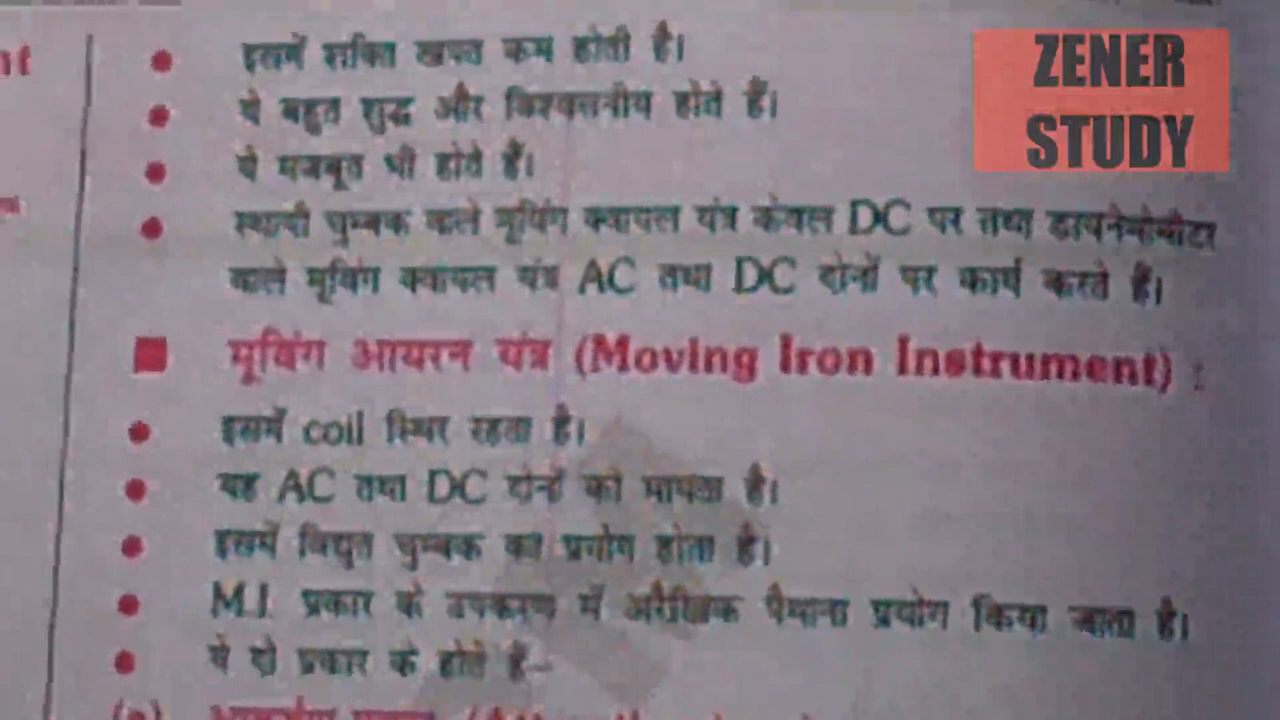 इसमें शक्ति खपत कम होती है।
ZENER
STUDY
ये बहुत शुद्ध और विश्वसनीय होते हैं।
ये मजबूत भी होते हैं।
स्थायी चुम्बक वाले मूविंग क्वायल यंत्र केवल DC पर तथा डायनेमोमीटर
वाले मूविंग क्वायल यंत्र AC तथा DC दोनों पर कार्य करते हैं।
मूविंग आयरन यंत्र (Moving Iron Instrument) :
इसमें coil स्थिर रहता है।
यह AC तथा DC दोनों को मापता है।
इसमें विद्युत चुम्बक का प्रयोग होता है।
M.I. प्रकार के उपकरण में अरैखिक पैमाना प्रयोग किया जाता है।
ये दो प्रकार के होते हैं–